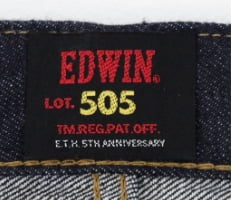 EDWIN.
LOT. 505
TM.REG.PAT.OFF.
E.T.H. 5TH ANNIVERSARY